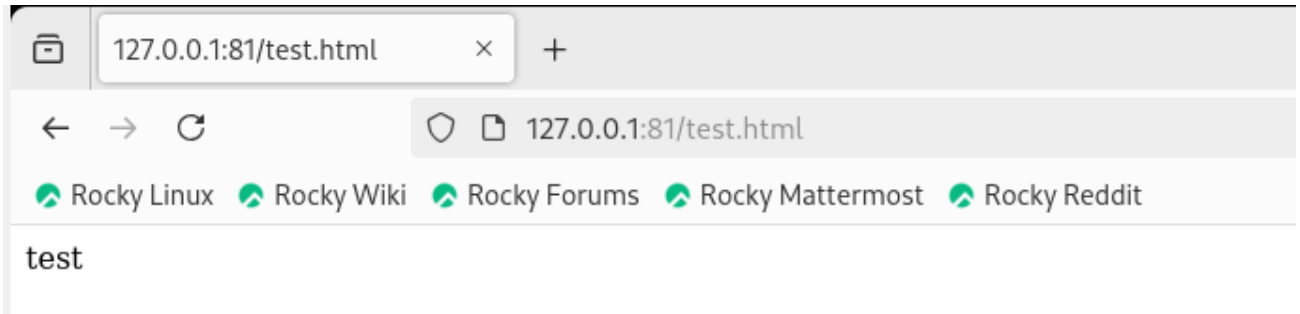 127.0.0.1:81/test.html
127.0.0.1:81/test.html
Rocky Linux Rocky Wiki Rocky Forums Rocky Mattermost Rocky Reddit
test